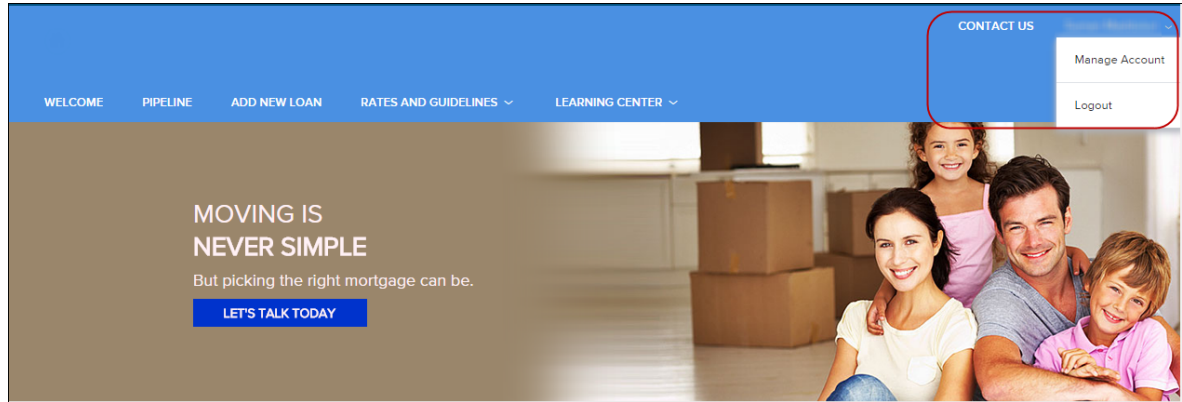 CONTACT US
Manage Account
Logout
WELCOME PIPELINE ADD NEW LOAN RATES AND GUIDELINES LEARNING CENTER
MOVING IS
NEVER SIMPLE
But picking the right mortgage can be.
LET'S TALK TODAY